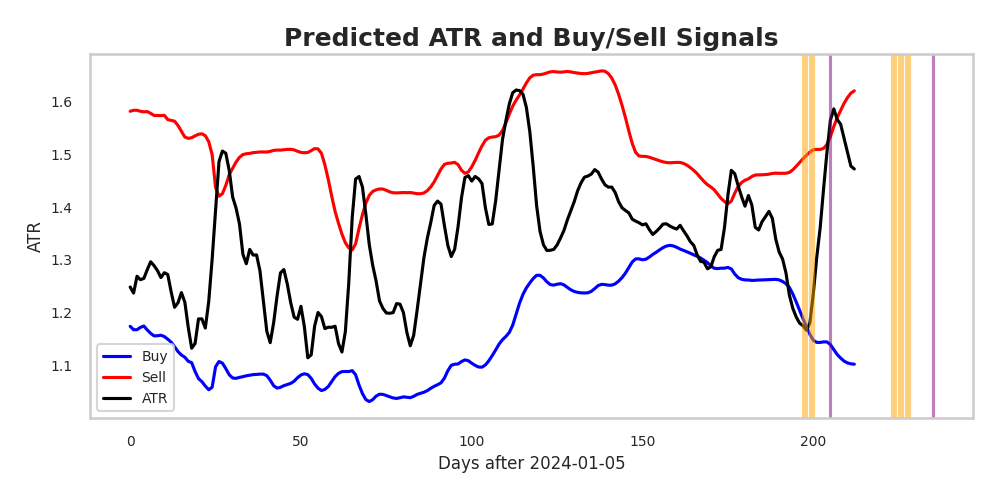 Predicted ATR and Buy/Sell Signals
ATR
1.6
1.5
1.4
1.3
1.2
1.1
Buy
Sell
ATR
0 50 100 150 200
Days after 2024-01-05